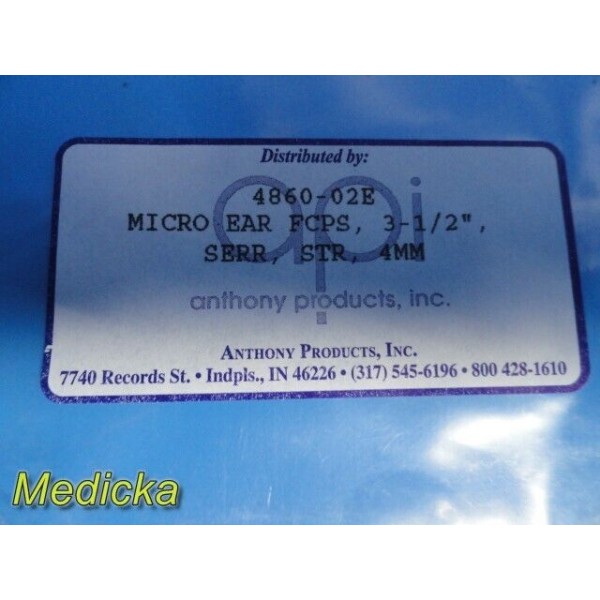 Distributed by:
api
4860-02E
MICRO EAR FCPS, 3-1/2",
SERR, STR, 4MM
anthony products, inc.
ANTHONY PRODUCTS, INC.
7740 Records St. • Indpls., IN 46226 • (317) 545-6196 • 800 428-1610
Medicka